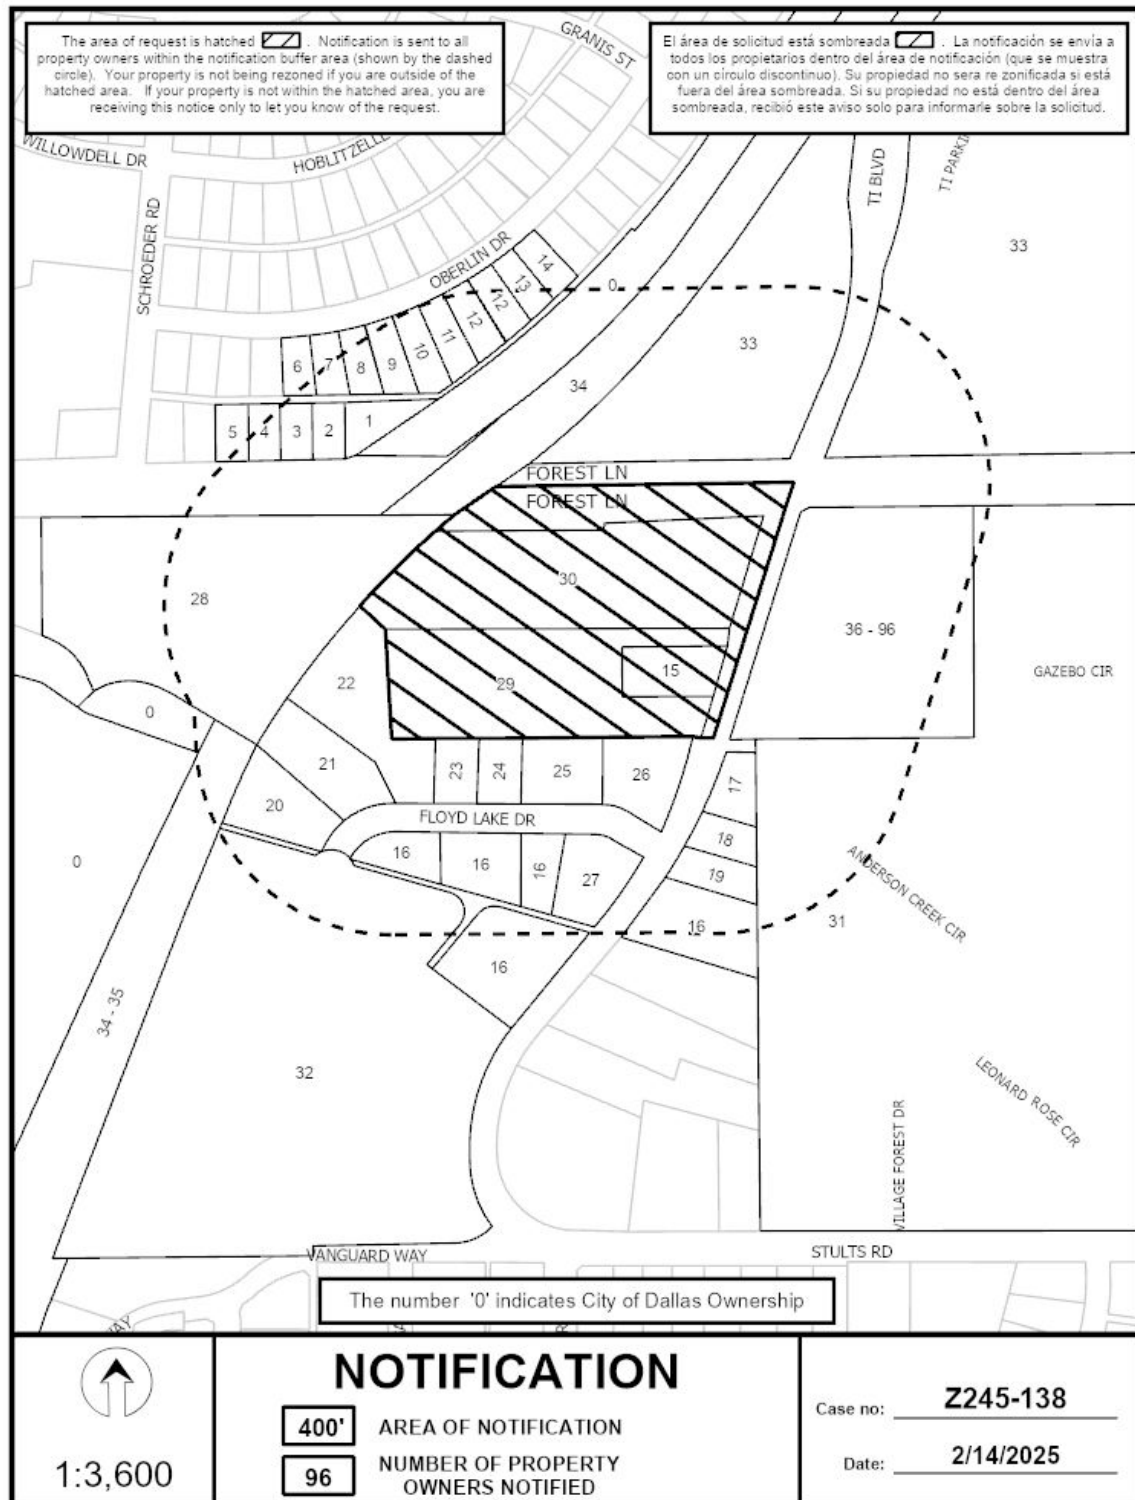 The area of request is hatched . Notification is sent to all
property owners within the notification buffer area (shown by the dashed
circle). Your property is not being rezoned if you are outside of the
hatched area. If your property is not within the hatched area, you are
receiving this notice only to let you know of the request.
El área de solicitud está sombreada . La notificación se envía a
todos los propietarios dentro del área de notificación (que se muestra
con un círculo discontinuo). Su propiedad no sera re zonificada si está
fuera del área sombreada. Si su propiedad no está dentro del área
sombreada, recibió este aviso solo para informarle sobre la solicitud.
GRANIS ST
WILLOWDELL DR
HOBLITZELLE
SCHROEDER RD
OBERLIN DR
TI BLVD
33
14
13
12
12
11
10
9
8
7
6
0
33
34
5
4
3
2
1
FOREST LN
FOREST LN
30
28
36 - 96
15
29
22
GAZEBO CIR
0
21
23
24
25
26
17
20
FLOYD LAKE DR
18
16
16
16
27
19
0
ANDERSON CREEK CIR
16
31
16
34 - 35
32
LEONARD ROSE CIR
VILLAGE FOREST DR
VANGUARD WAY
STULTS RD
The number '0' indicates City of Dallas Ownership
NOTIFICATION
400' AREA OF NOTIFICATION
96 NUMBER OF PROPERTY
OWNERS NOTIFIED
1:3,600
Case no: Z245-138
Date: 2/14/2025